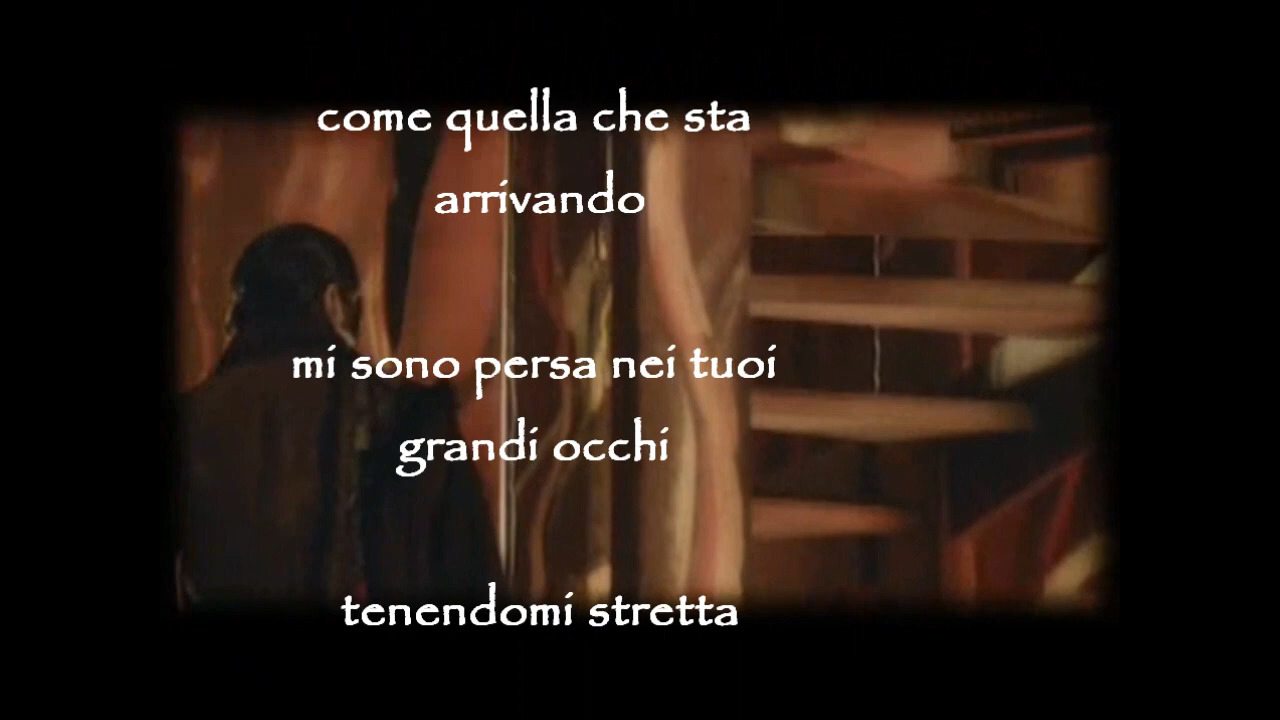 come quella che sta
arrivando
mi sono persa nei tuoi
grandi occhi
tenendomi stretta